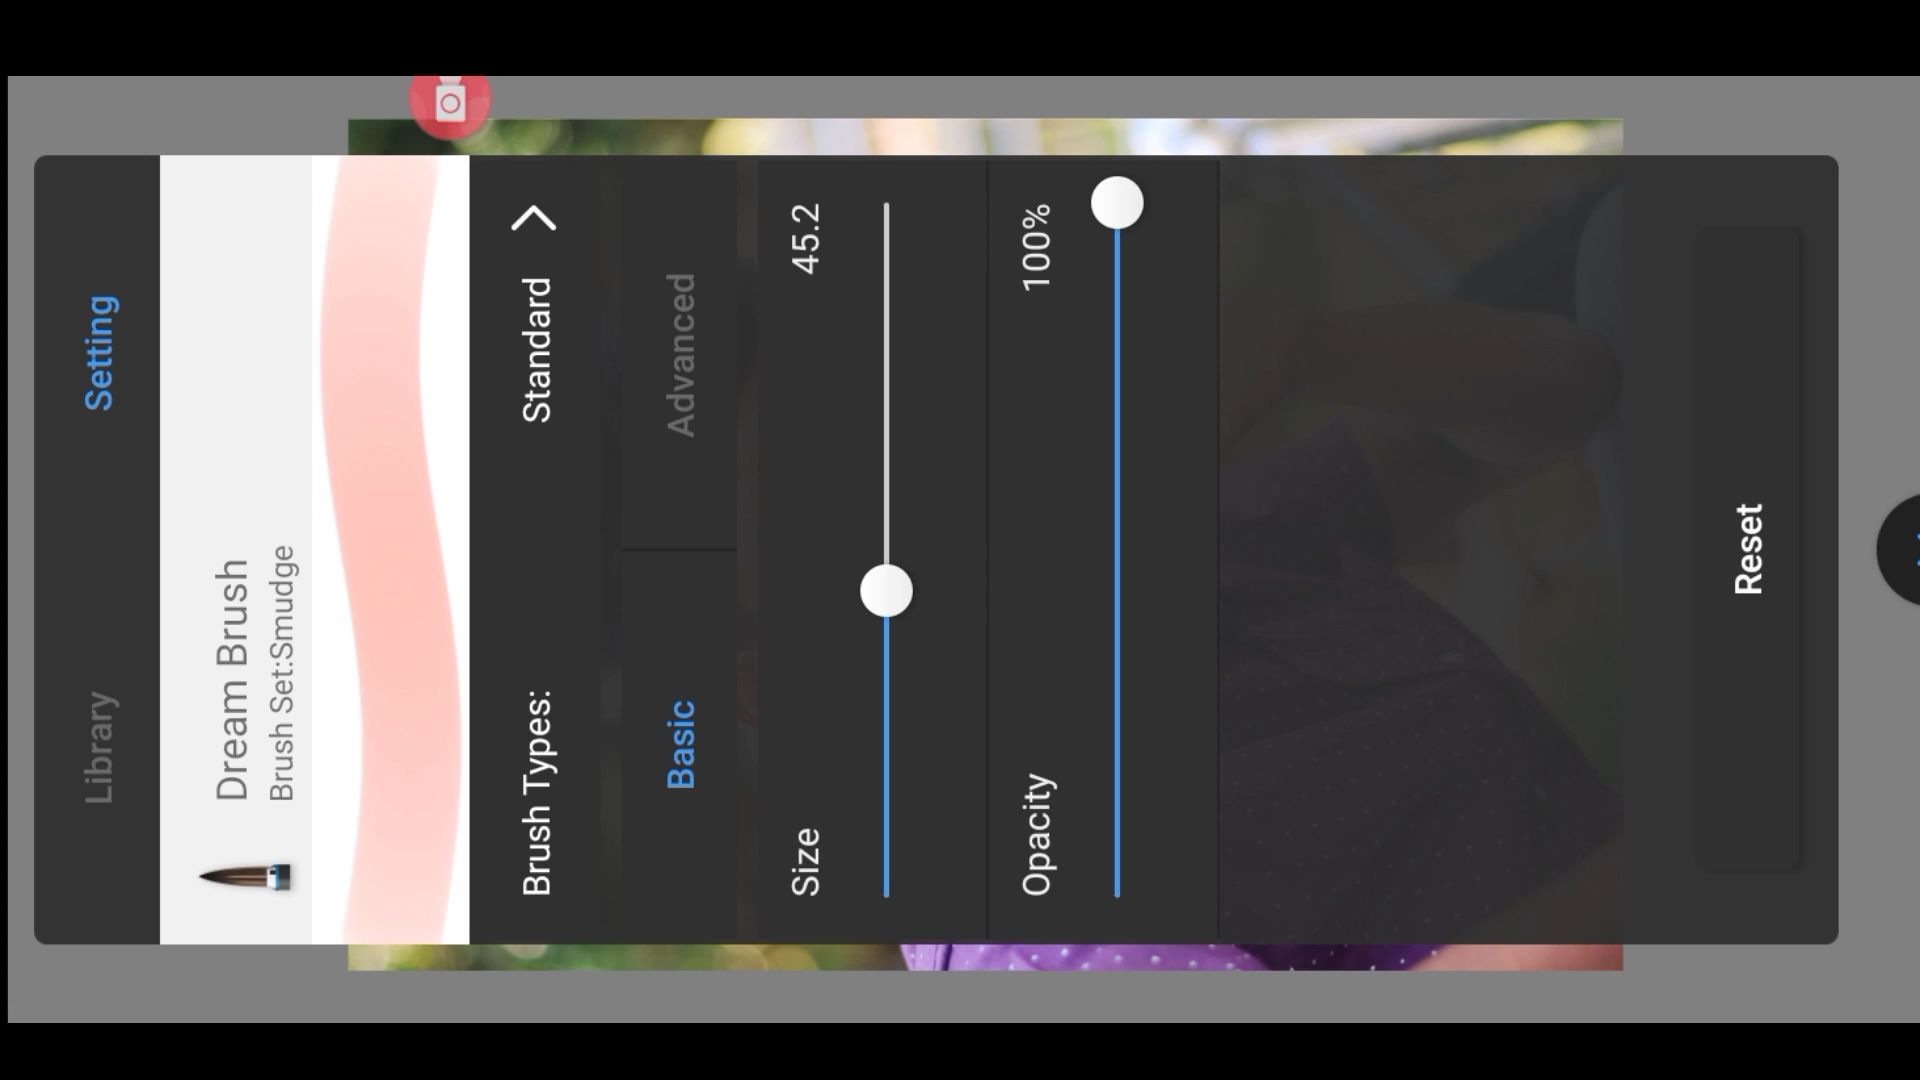 Library Setting
Dream Brush
Brush Set:Smudge
Brush Types: Standard
Basic Advanced
Size 45.2
Opacity 100%
Reset